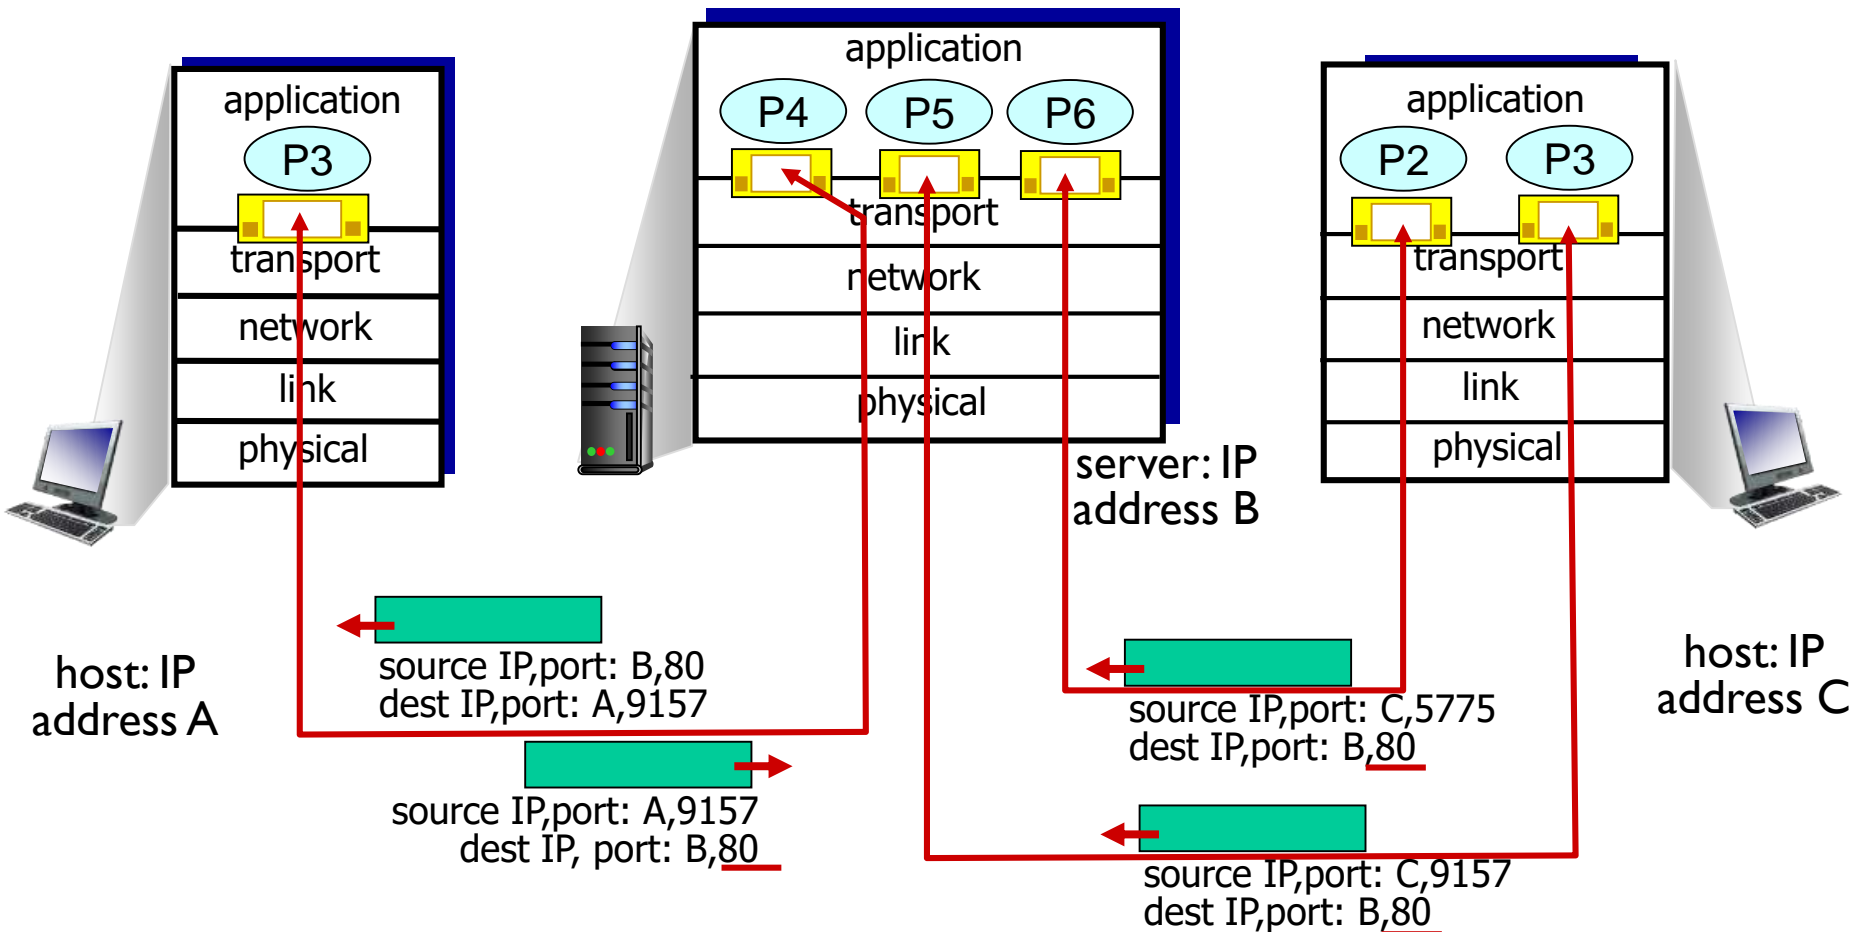 application
P3
transport
network
link
physical
host: IP
address A
application
P4 P5 P6
transport
network
link
physical
server: IP
address B
application
P2 P3
transport
network
link
physical
host: IP
address C
source IP,port: B,80
dest IP,port: A,9157
source IP,port: A,9157
dest IP, port: B,80
source IP,port: C,5775
dest IP,port: B,80
source IP,port: C,9157
dest IP,port: B,80